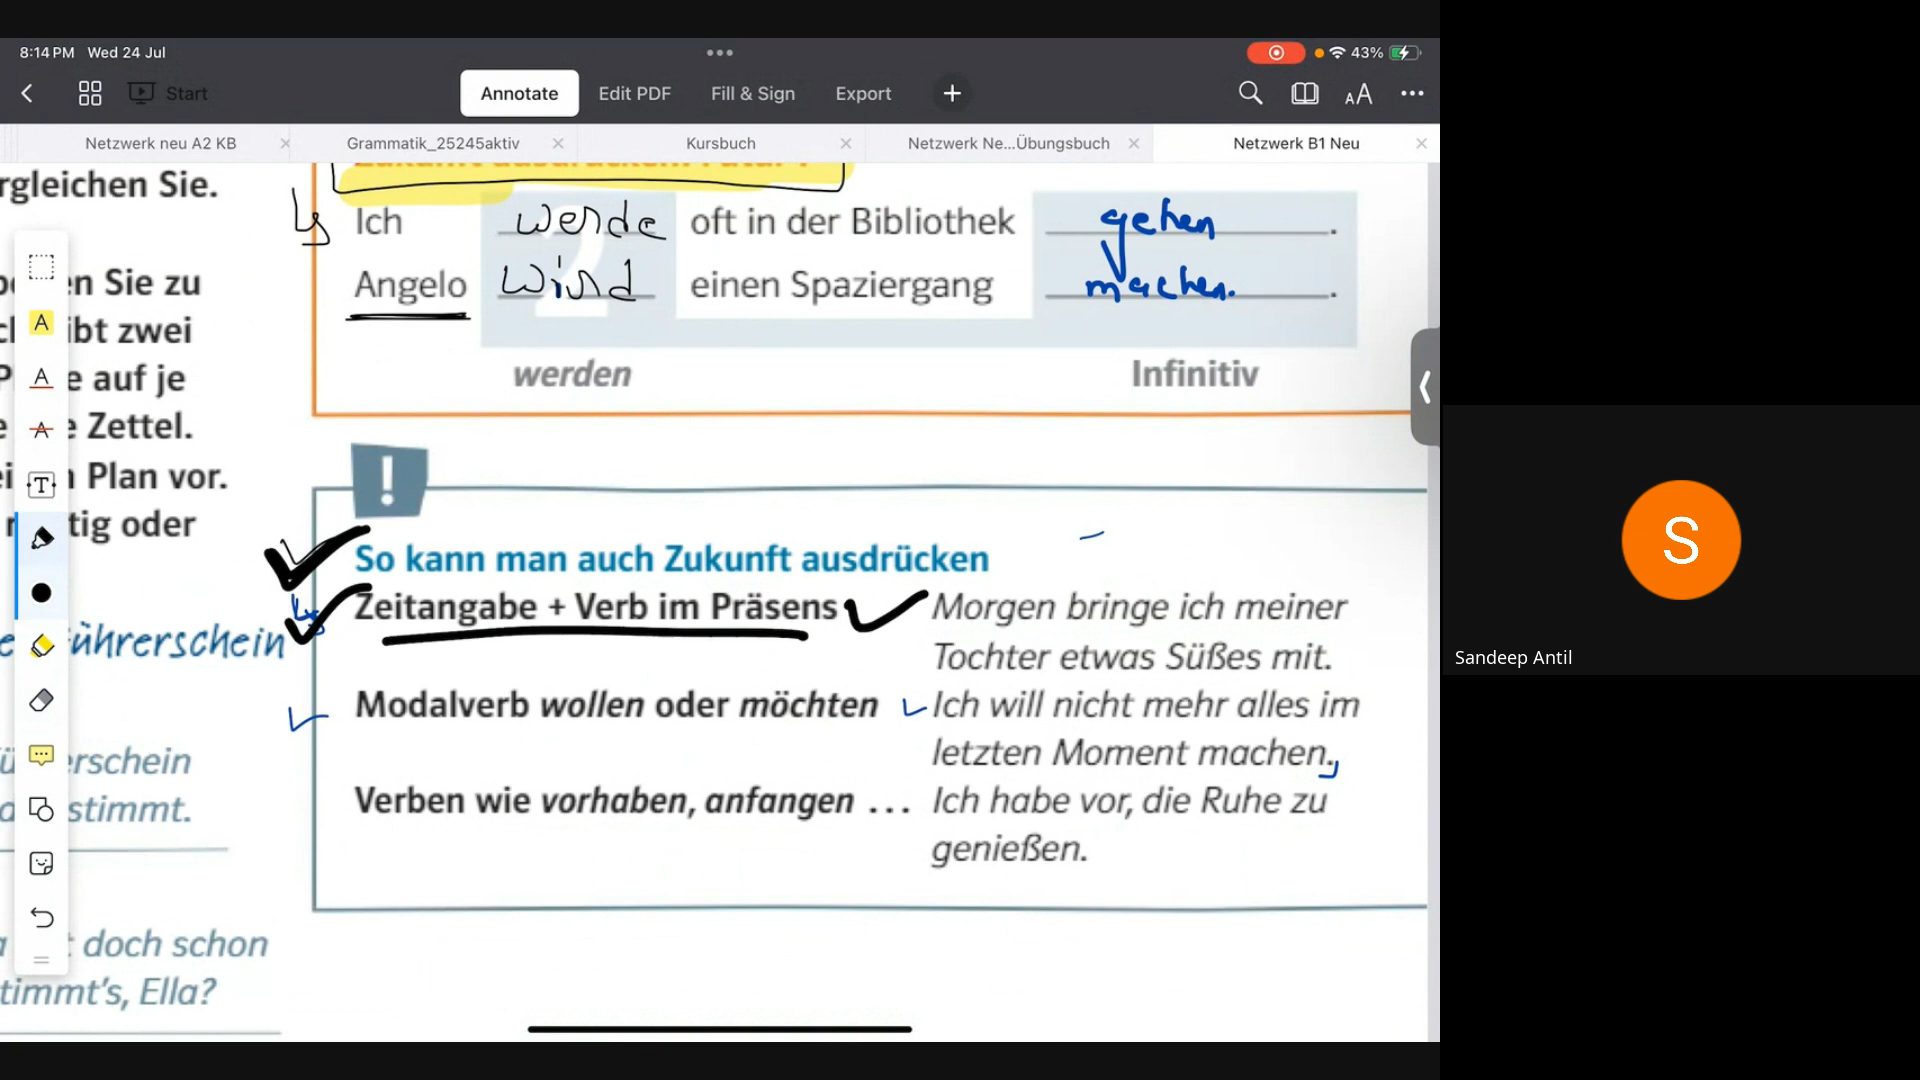 8:14 PM Wed 24 Jul
43%
Start
Annotate
Edit PDF
Fill & Sign
Export
Netzwerk neu A2 KB
Grammatik_25245aktiv
Kursbuch
Netzwerk Ne...Übungsbuch
Netzwerk B1 Neu
rgleichen Sie.
en Sie zu
ibt zwei
e auf je
Zettel.
Plan vor.
tig oder
ührerschein
erschein
stimmt.
doch schon
timmt's, Ella?
Ich werde oft in der Bibliothek gehen.
Angelo wird einen Spaziergang machen.
werden Infinitiv
!
So kann man auch Zukunft ausdrücken
Zeitangabe + Verb im Präsens Morgen bringe ich meiner
Tochter etwas Süßes mit.
Modalverb wollen oder möchten Ich will nicht mehr alles im
letzten Moment machen.
Verben wie vorhaben, anfangen ... Ich habe vor, die Ruhe zu
genießen.
S
Sandeep Antil